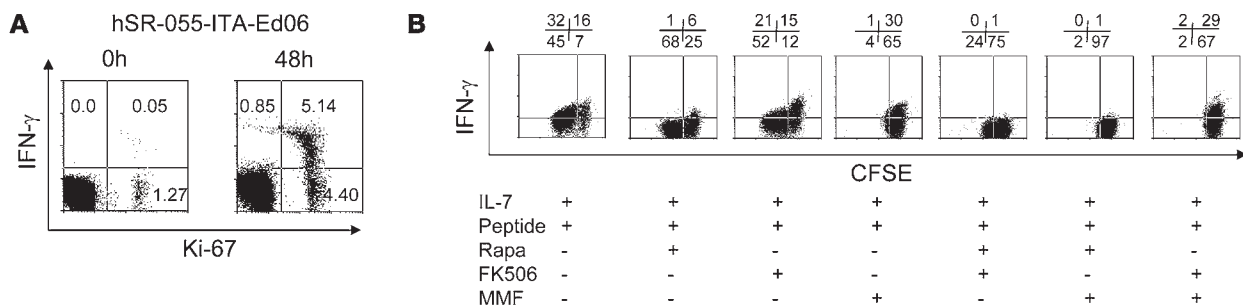 A
hSR-055-ITA-Ed06
0h
48h
IFN-γ
0.0
0.05
1.27
0.85
5.14
4.40
Ki-67
B
32 16
45 7
1 6
68 25
21 15
52 12
1 30
4 65
0 1
24 75
0 1
2 97
2 29
2 67
IFN-γ
CFSE
IL-7 + + + + + + +
Peptide + + + + + + +
Rapa - + - - + + -
FK506 - - + - + - +
MMF - - - + - + +